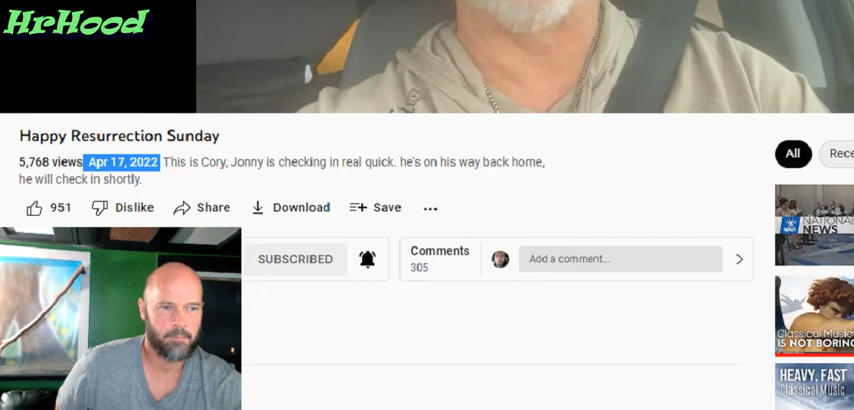 HrHood
Happy Resurrection Sunday
5,768 views Apr 17, 2022 This is Cory, Jonny is checking in real quick. he's on his way back home,
he will check in shortly.
951 Dislike Share Download Save ...
All Rece
SUBSCRIBED
Comments
305
Add a comment...
NATIONAL
NEWS
aptn
Classical Music
IS NOT BORING
HEAVY, FAST
Classical Music